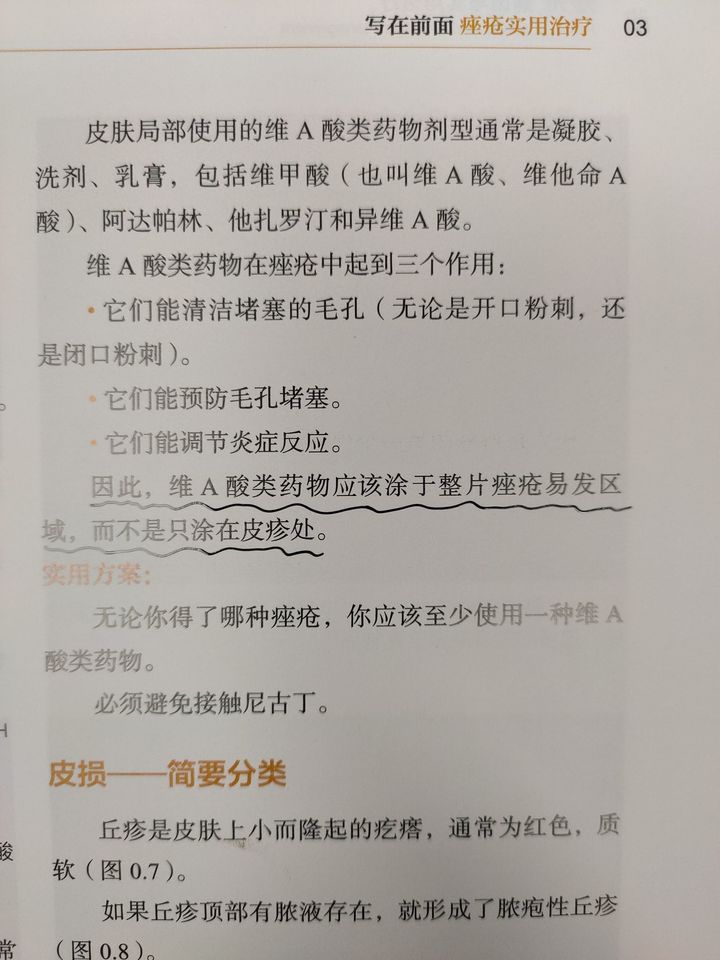 写在前面 痤疮实用治疗 03
皮肤局部使用的维 A 酸类药物剂型通常是凝胶、
洗剂、乳膏，包括维甲酸（也叫维 A 酸、维他命 A
酸）、阿达帕林、他扎罗汀和异维 A 酸。
维 A 酸类药物在痤疮中起到三个作用：
• 它们能清洁堵塞的毛孔（无论是开口粉刺，还
是闭口粉刺）。
• 它们能预防毛孔堵塞。
• 它们能调节炎症反应。
因此，维 A 酸类药物应该涂于整片痤疮易发区
域，而不是只涂在皮疹处。
实用方案：
无论你得了哪种痤疮，你应该至少使用一种维 A
酸类药物。
必须避免接触尼古丁。
皮损——简要分类
丘疹是皮肤上小而隆起的疙瘩，通常为红色，质
软（图 0.7）。
如果丘疹顶部有脓液存在，就形成了脓疱性丘疹
（图 0.8）。
。
H
酸
常